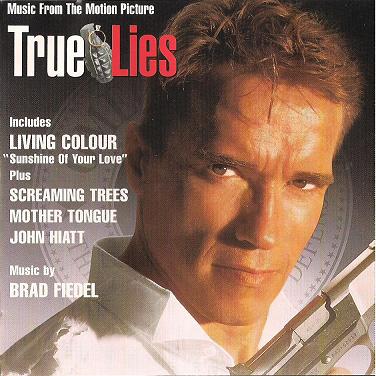 Music From The Motion Picture
True Lies
Includes
LIVING COLOUR
"Sunshine Of Your Love"
Plus
SCREAMING TREES
MOTHER TONGUE
JOHN HIATT
Music by
BRAD FIEDEL